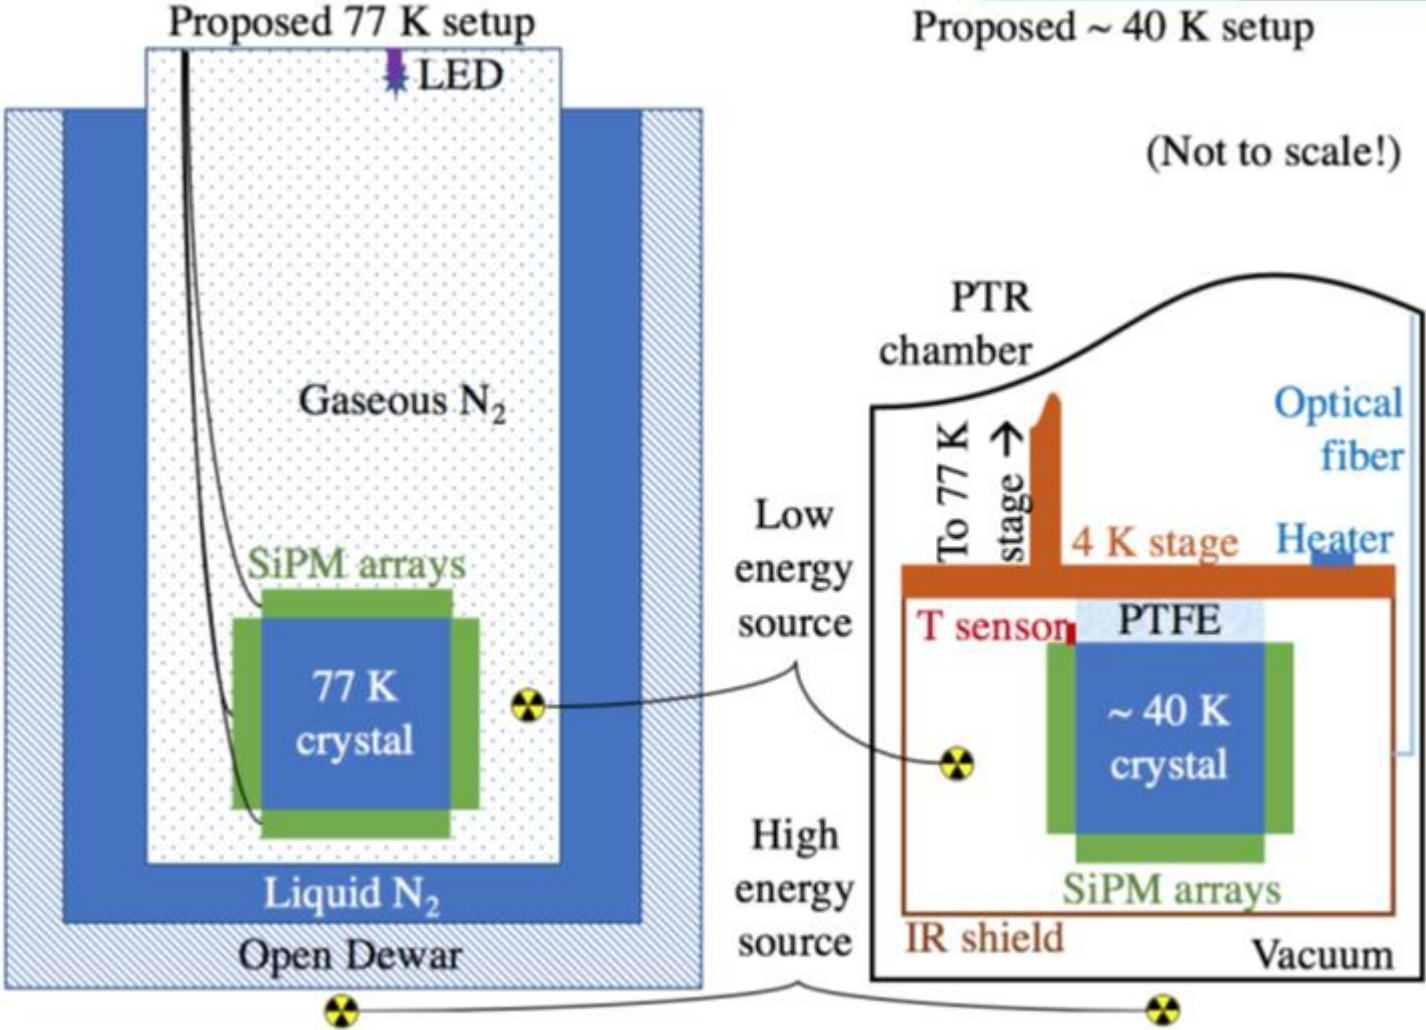 Proposed 77 K setup
LED
Gaseous N₂
SiPM arrays
77 K
crystal
Liquid N₂
Open Dewar
Low
energy
source
High
energy
source
Proposed ~ 40 K setup
(Not to scale!)
PTR
chamber
Optical
fiber
To 77 K
stage →
4 K stage
Heater
T sensor
PTFE
~ 40 K
crystal
SiPM arrays
IR shield
Vacuum